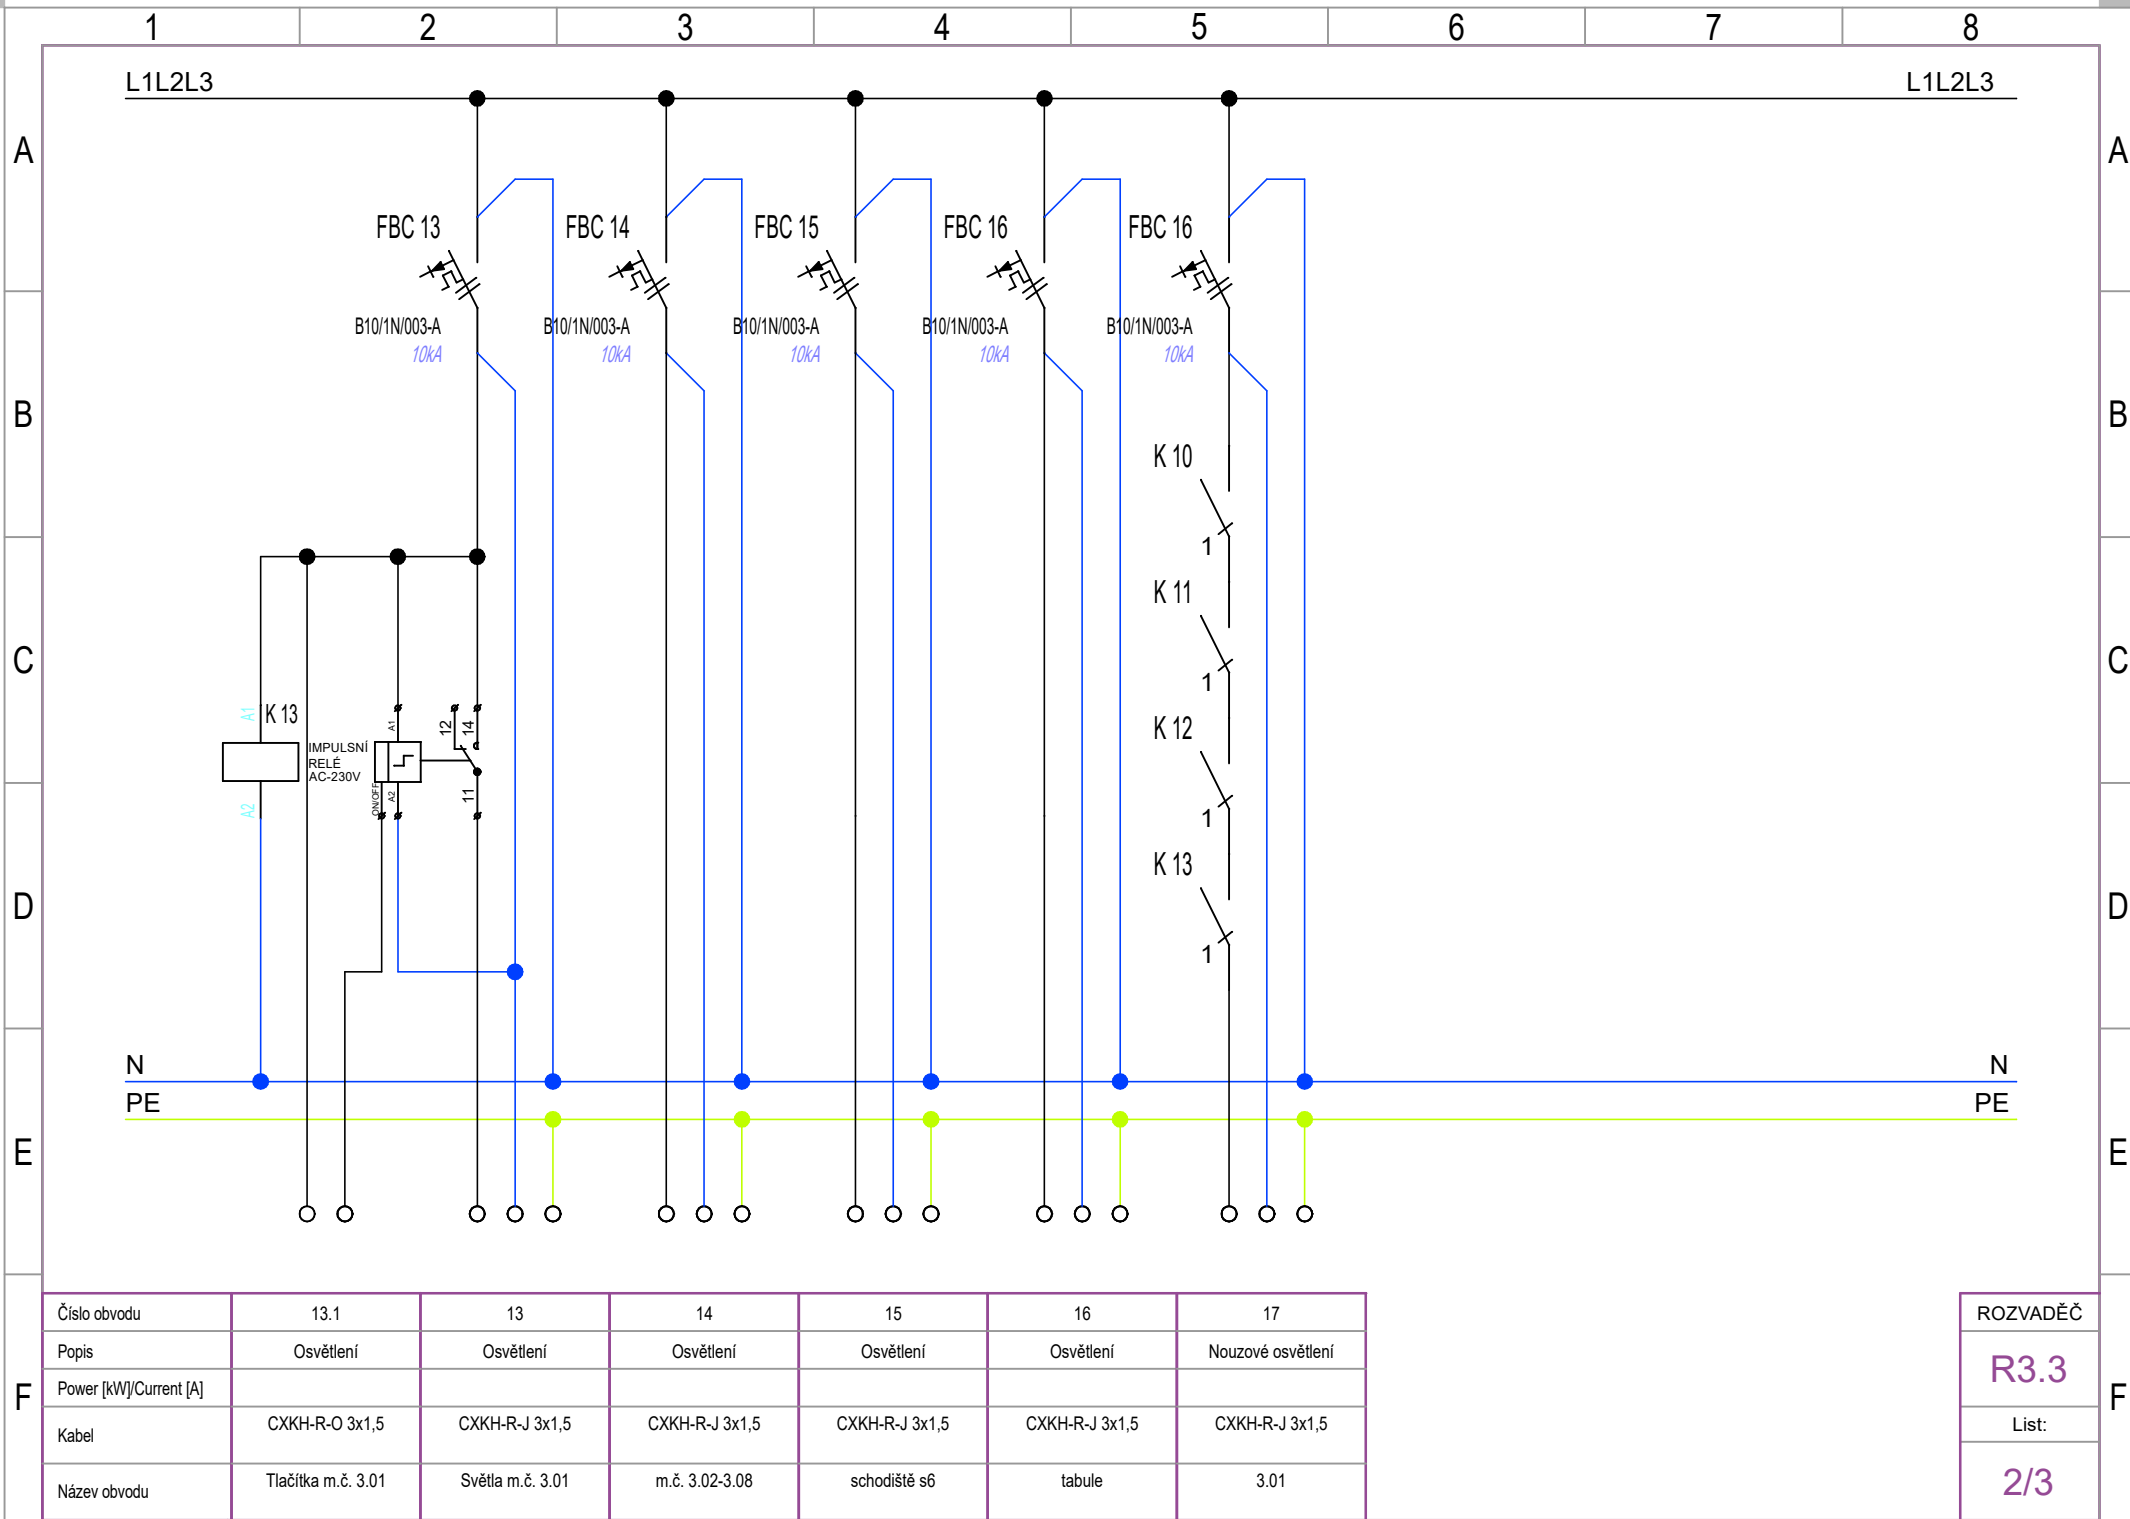 1 2 3 4 5 6 7 8
L1L2L3 L1L2L3
A A
FBC 13 FBC 14 FBC 15 FBC 16 FBC 16
B10/1N/003-A B10/1N/003-A B10/1N/003-A B10/1N/003-A B10/1N/003-A
10kA 10kA 10kA 10kA 10kA
B B
K 10
1
K 11
C C
1
A1 K 13 A1 12 14 K 12
IMPULSNÍ
RELÉ
AC-230V
A2 ON/OFF A2 11 1
K 13
D D
1
N N
PE PE
E E
Číslo obvodu 13.1 13 14 15 16 17 ROZVADĚČ
Popis Osvětlení Osvětlení Osvětlení Osvětlení Osvětlení Nouzové osvětlení R3.3
F Power [kW]/Current [A] F
Kabel CXKH-R-O 3x1,5 CXKH-R-J 3x1,5 CXKH-R-J 3x1,5 CXKH-R-J 3x1,5 CXKH-R-J 3x1,5 CXKH-R-J 3x1,5 List:
Název obvodu Tlačítka m.č. 3.01 Světla m.č. 3.01 m.č. 3.02-3.08 schodiště s6 tabule 3.01 2/3